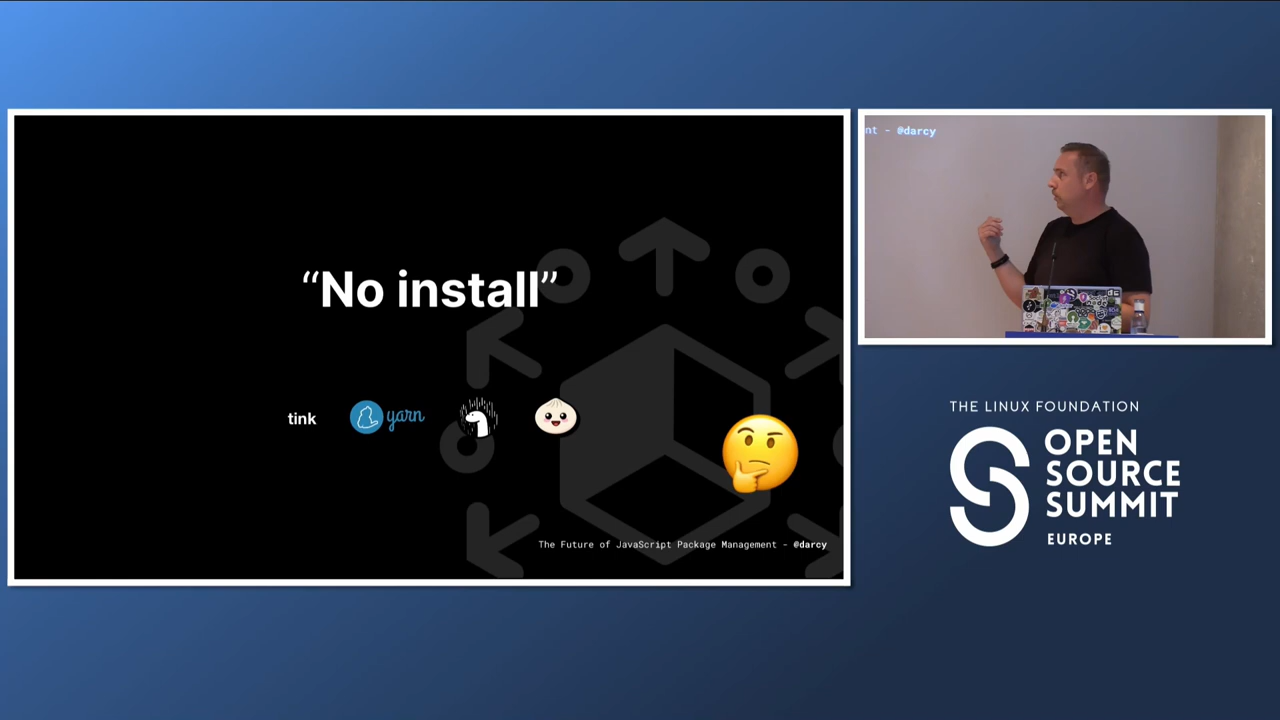 “No install”
tink
yarn
The Future of JavaScript Package Management - @darcy
nt - @darcy
THE LINUX FOUNDATION
OPEN
SOURCE
SUMMIT
EUROPE